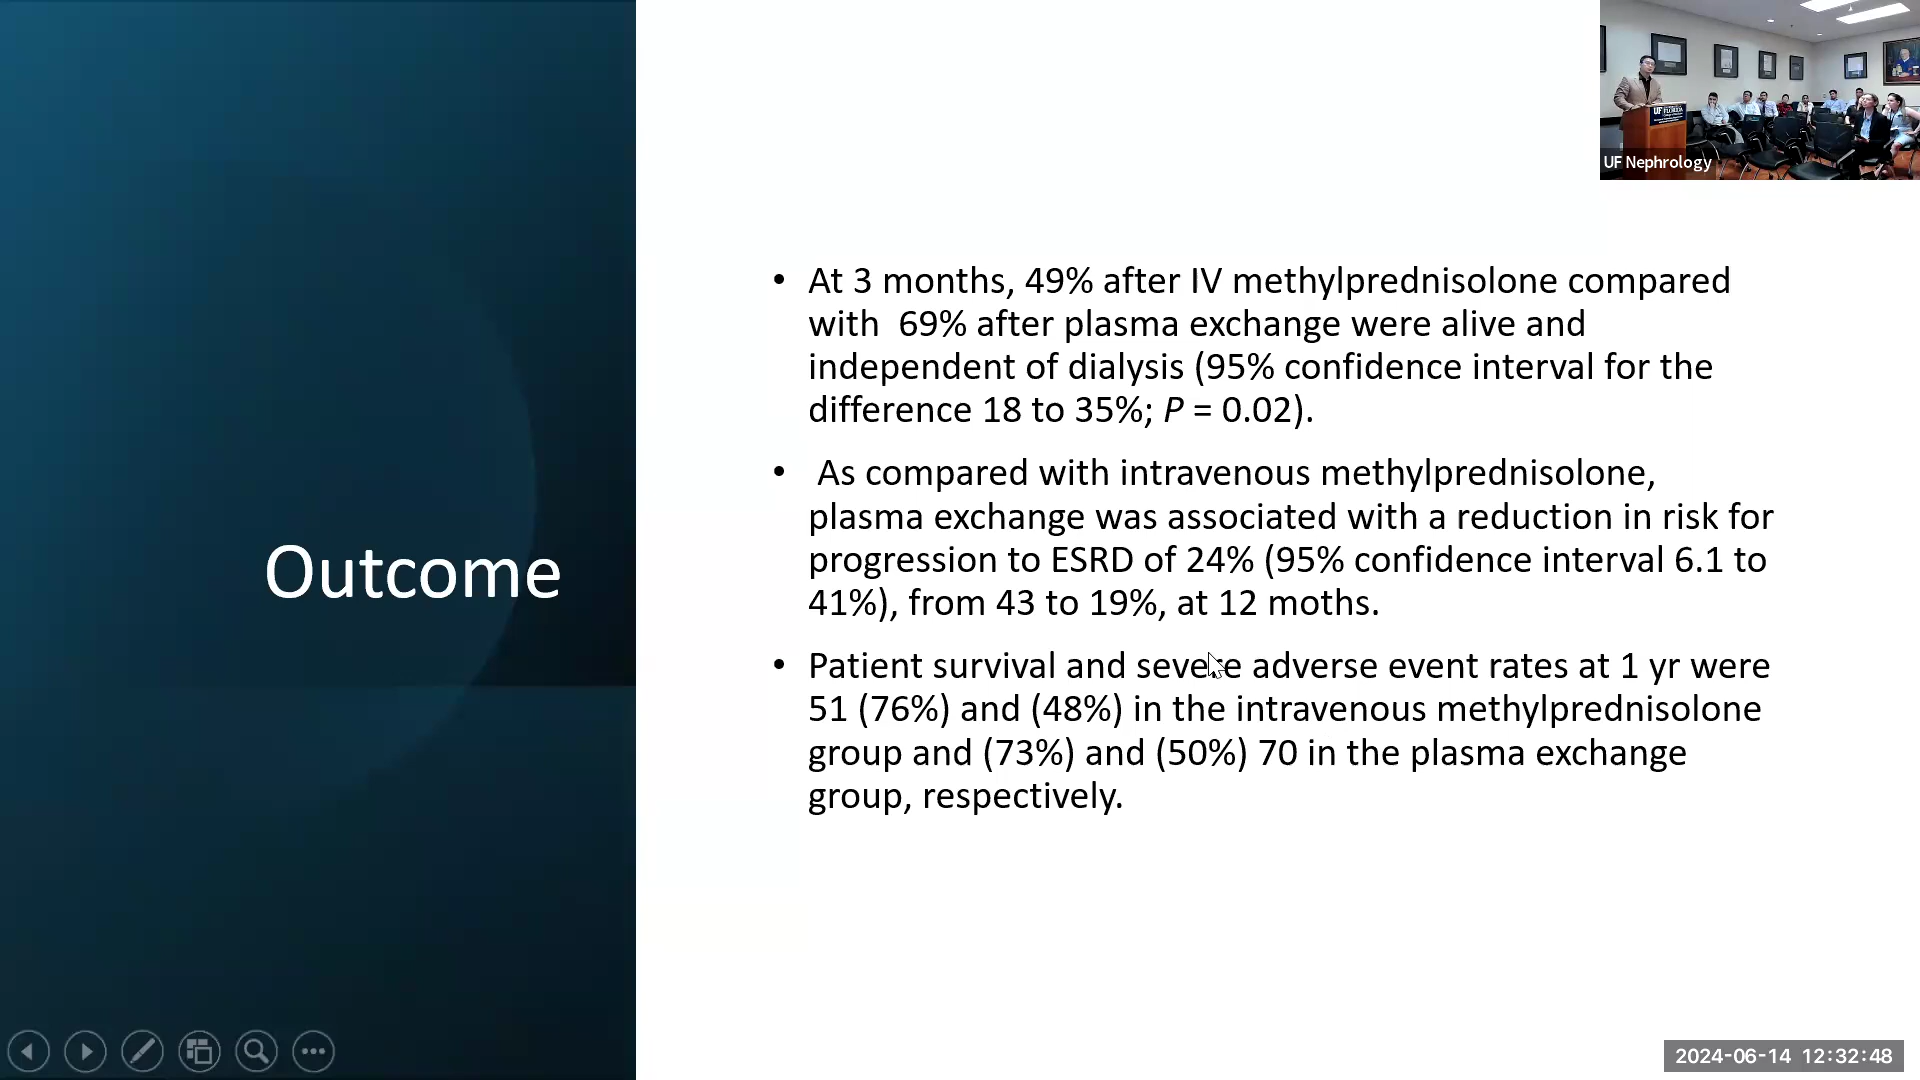 UF Nephrology
Outcome
• At 3 months, 49% after IV methylprednisolone compared
with 69% after plasma exchange were alive and
independent of dialysis (95% confidence interval for the
difference 18 to 35%; P = 0.02).
• As compared with intravenous methylprednisolone,
plasma exchange was associated with a reduction in risk for
progression to ESRD of 24% (95% confidence interval 6.1 to
41%), from 43 to 19%, at 12 moths.
• Patient survival and severe adverse event rates at 1 yr were
51 (76%) and (48%) in the intravenous methylprednisolone
group and (73%) and (50%) 70 in the plasma exchange
group, respectively.
2024-06-14 12:32:48